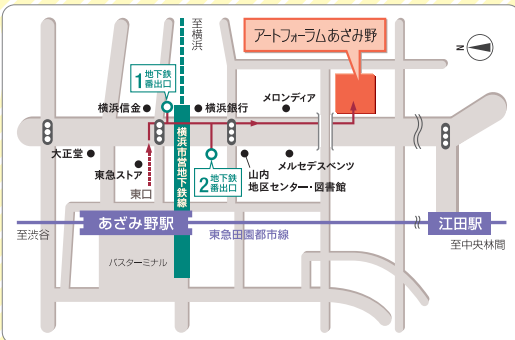 至横浜
アートフォーラムあざみ野
N
1 地下鉄
番出口
横浜信金
横浜銀行
メロンディア
大正堂
東急ストア
東口
横浜市営地下鉄線
2 地下鉄
番出口
山内
地区センター・図書館
メルセデスベンツ
至渋谷
あざみ野駅
東急田園都市線
江田駅
至中央林間
バスターミナル